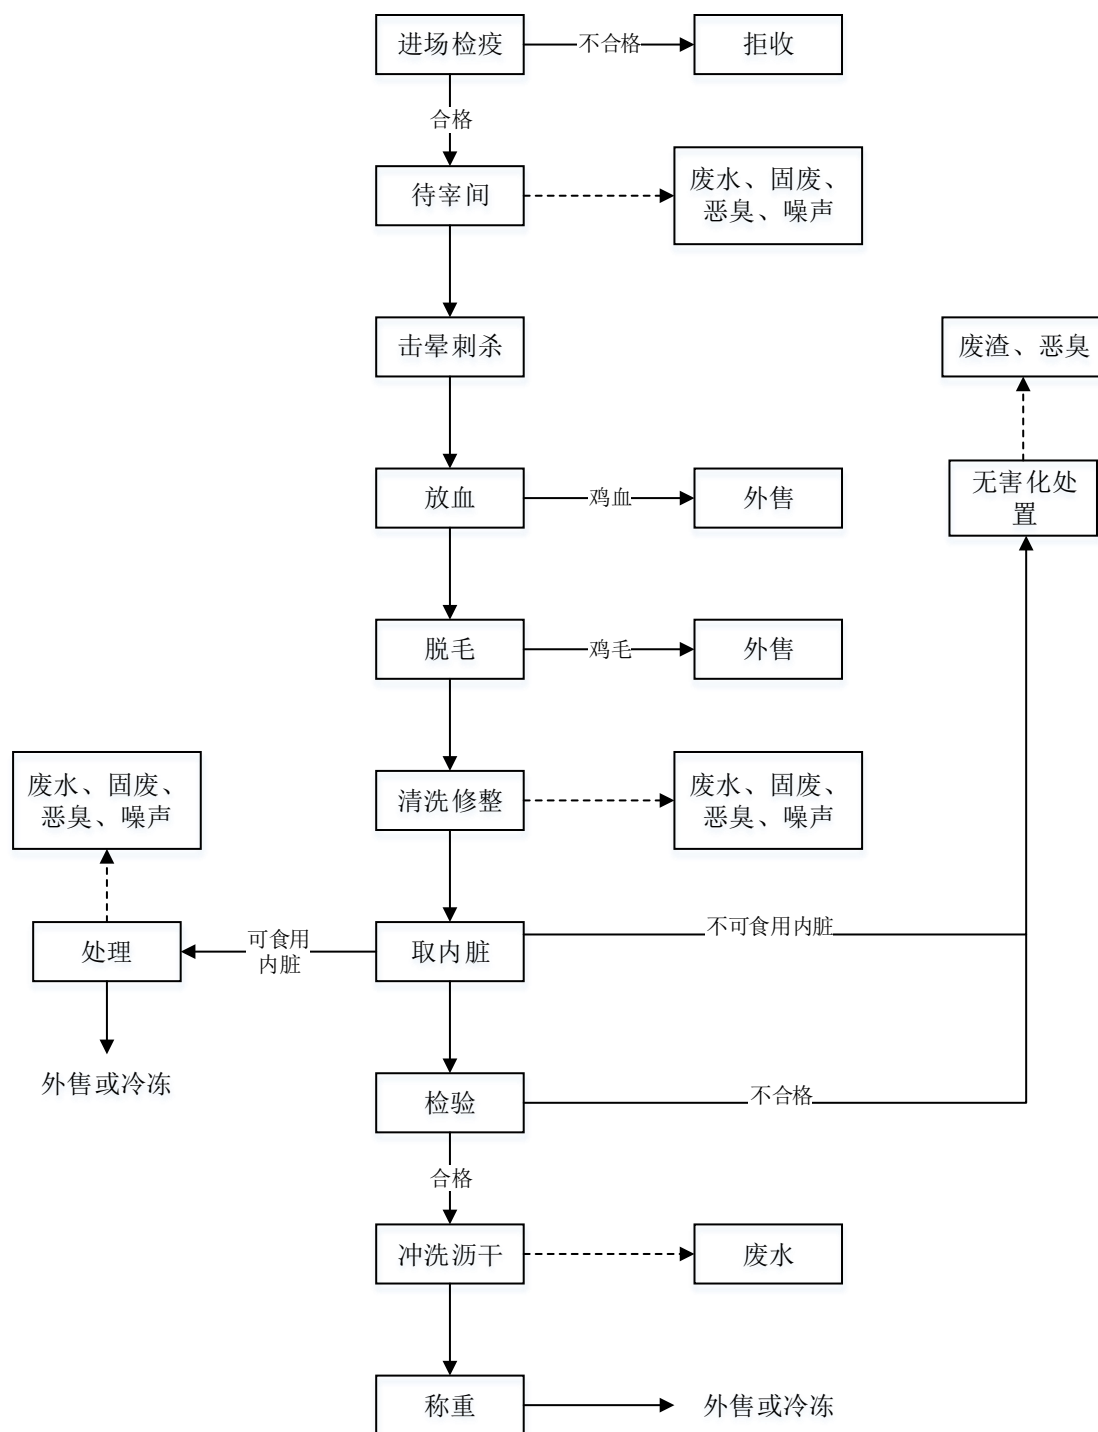 进场检疫
不合格
拒收
合格
待宰间
废水、固废、
恶臭、噪声
击晕刺杀
废渣、恶臭
放血
鸡血
外售
无害化处
置
脱毛
鸡毛
外售
废水、固废、
恶臭、噪声
清洗修整
废水、固废、
恶臭、噪声
处理
可食用
内脏
取内脏
不可食用内脏
外售或冷冻
检验
不合格
合格
冲洗沥干
废水
称重
外售或冷冻